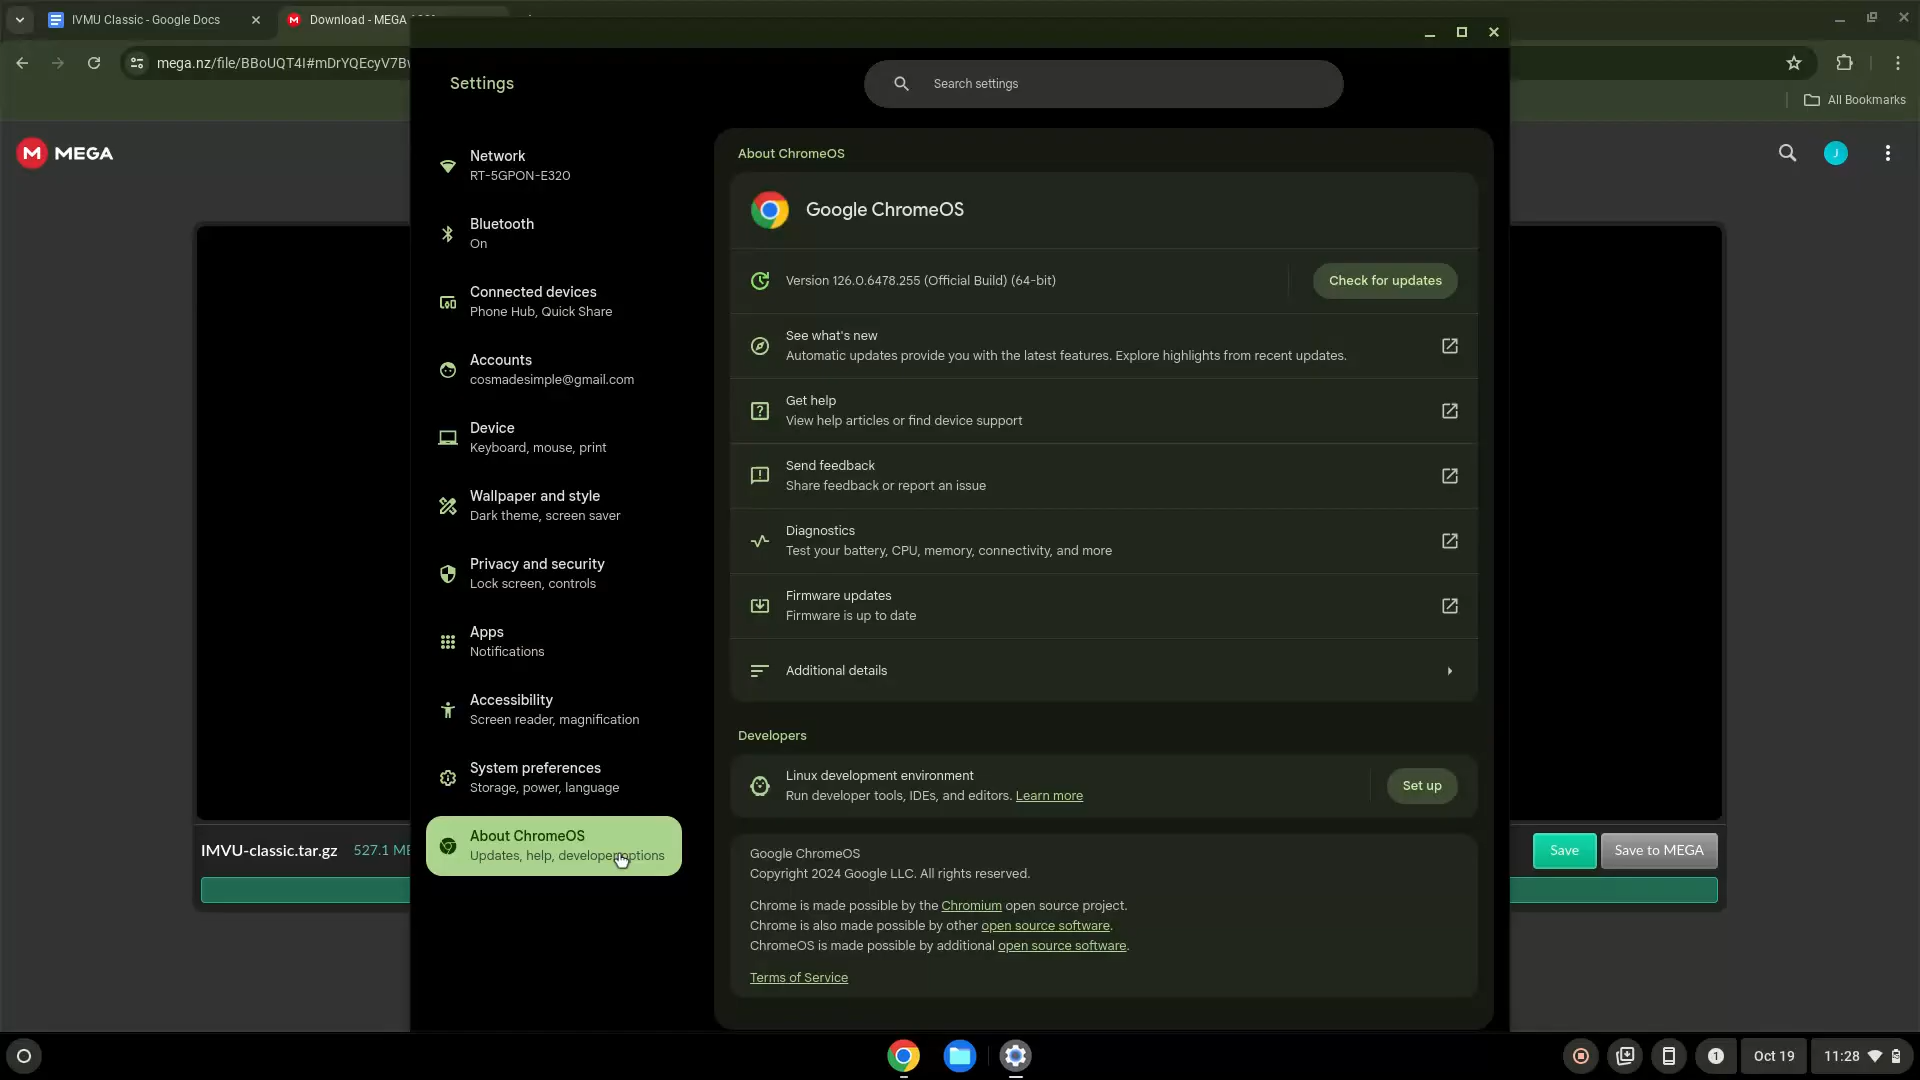 IVMU Classic - Google Docs
Download - MEGA
mega.nz/file/BBoUQT4I#mDrYQEcyV7B
All Bookmarks
M MEGA
J
Settings
Search settings
Network
RT-5GPON-E320
Bluetooth
On
Connected devices
Phone Hub, Quick Share
Accounts
cosmadesimple@gmail.com
Device
Keyboard, mouse, print
Wallpaper and style
Dark theme, screen saver
Privacy and security
Lock screen, controls
Apps
Notifications
Accessibility
Screen reader, magnification
System preferences
Storage, power, language
About ChromeOS
Updates, help, developer options
About ChromeOS
Google ChromeOS
Version 126.0.6478.255 (Official Build) (64-bit)
Check for updates
See what's new
Automatic updates provide you with the latest features. Explore highlights from recent updates.
Get help
View help articles or find device support
Send feedback
Share feedback or report an issue
Diagnostics
Test your battery, CPU, memory, connectivity, and more
Firmware updates
Firmware is up to date
Additional details
Developers
Linux development environment
Run developer tools, IDEs, and editors. Learn more
Set up
Google ChromeOS
Copyright 2024 Google LLC. All rights reserved.
Chrome is made possible by the Chromium open source project.
Chrome is also made possible by other open source software.
ChromeOS is made possible by additional open source software.
Terms of Service
IMVU-classic.tar.gz 527.1 ME
Save
Save to MEGA
1
Oct 19
11:28